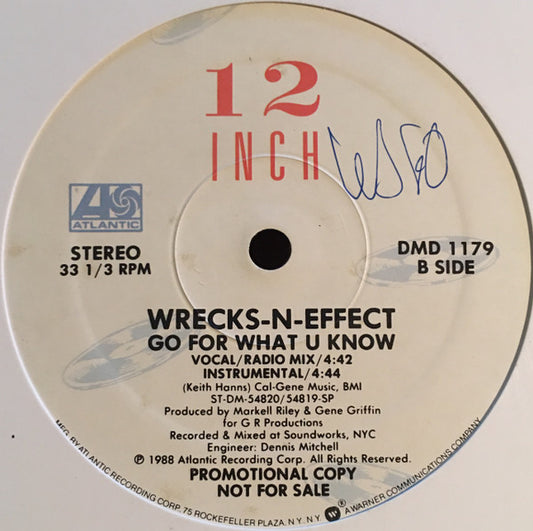 12
INCH
ATLANTIC
STEREO
33 1/3 RPM
DMD 1179
B SIDE
WRECKS-N-EFFECT
GO FOR WHAT U KNOW
VOCAL/RADIO MIX/4:42
INSTRUMENTAL/4:44
(Keith Hanns) Cal-Gene Music, BMI
ST-DM-54820/54819-SP
Produced by Markell Riley & Gene Griffin
for G R Productions
Recorded & Mixed at Soundworks, NYC
Engineer: Dennis Mitchell
℗ 1988 Atlantic Recording Corp. All Rights Reserved.
PROMOTIONAL COPY
NOT FOR SALE
MFG. BY ATLANTIC RECORDING CORP. 75 ROCKEFELLER PLAZA, N.Y. N.Y. ® A WARNER COMMUNICATIONS COMPANY